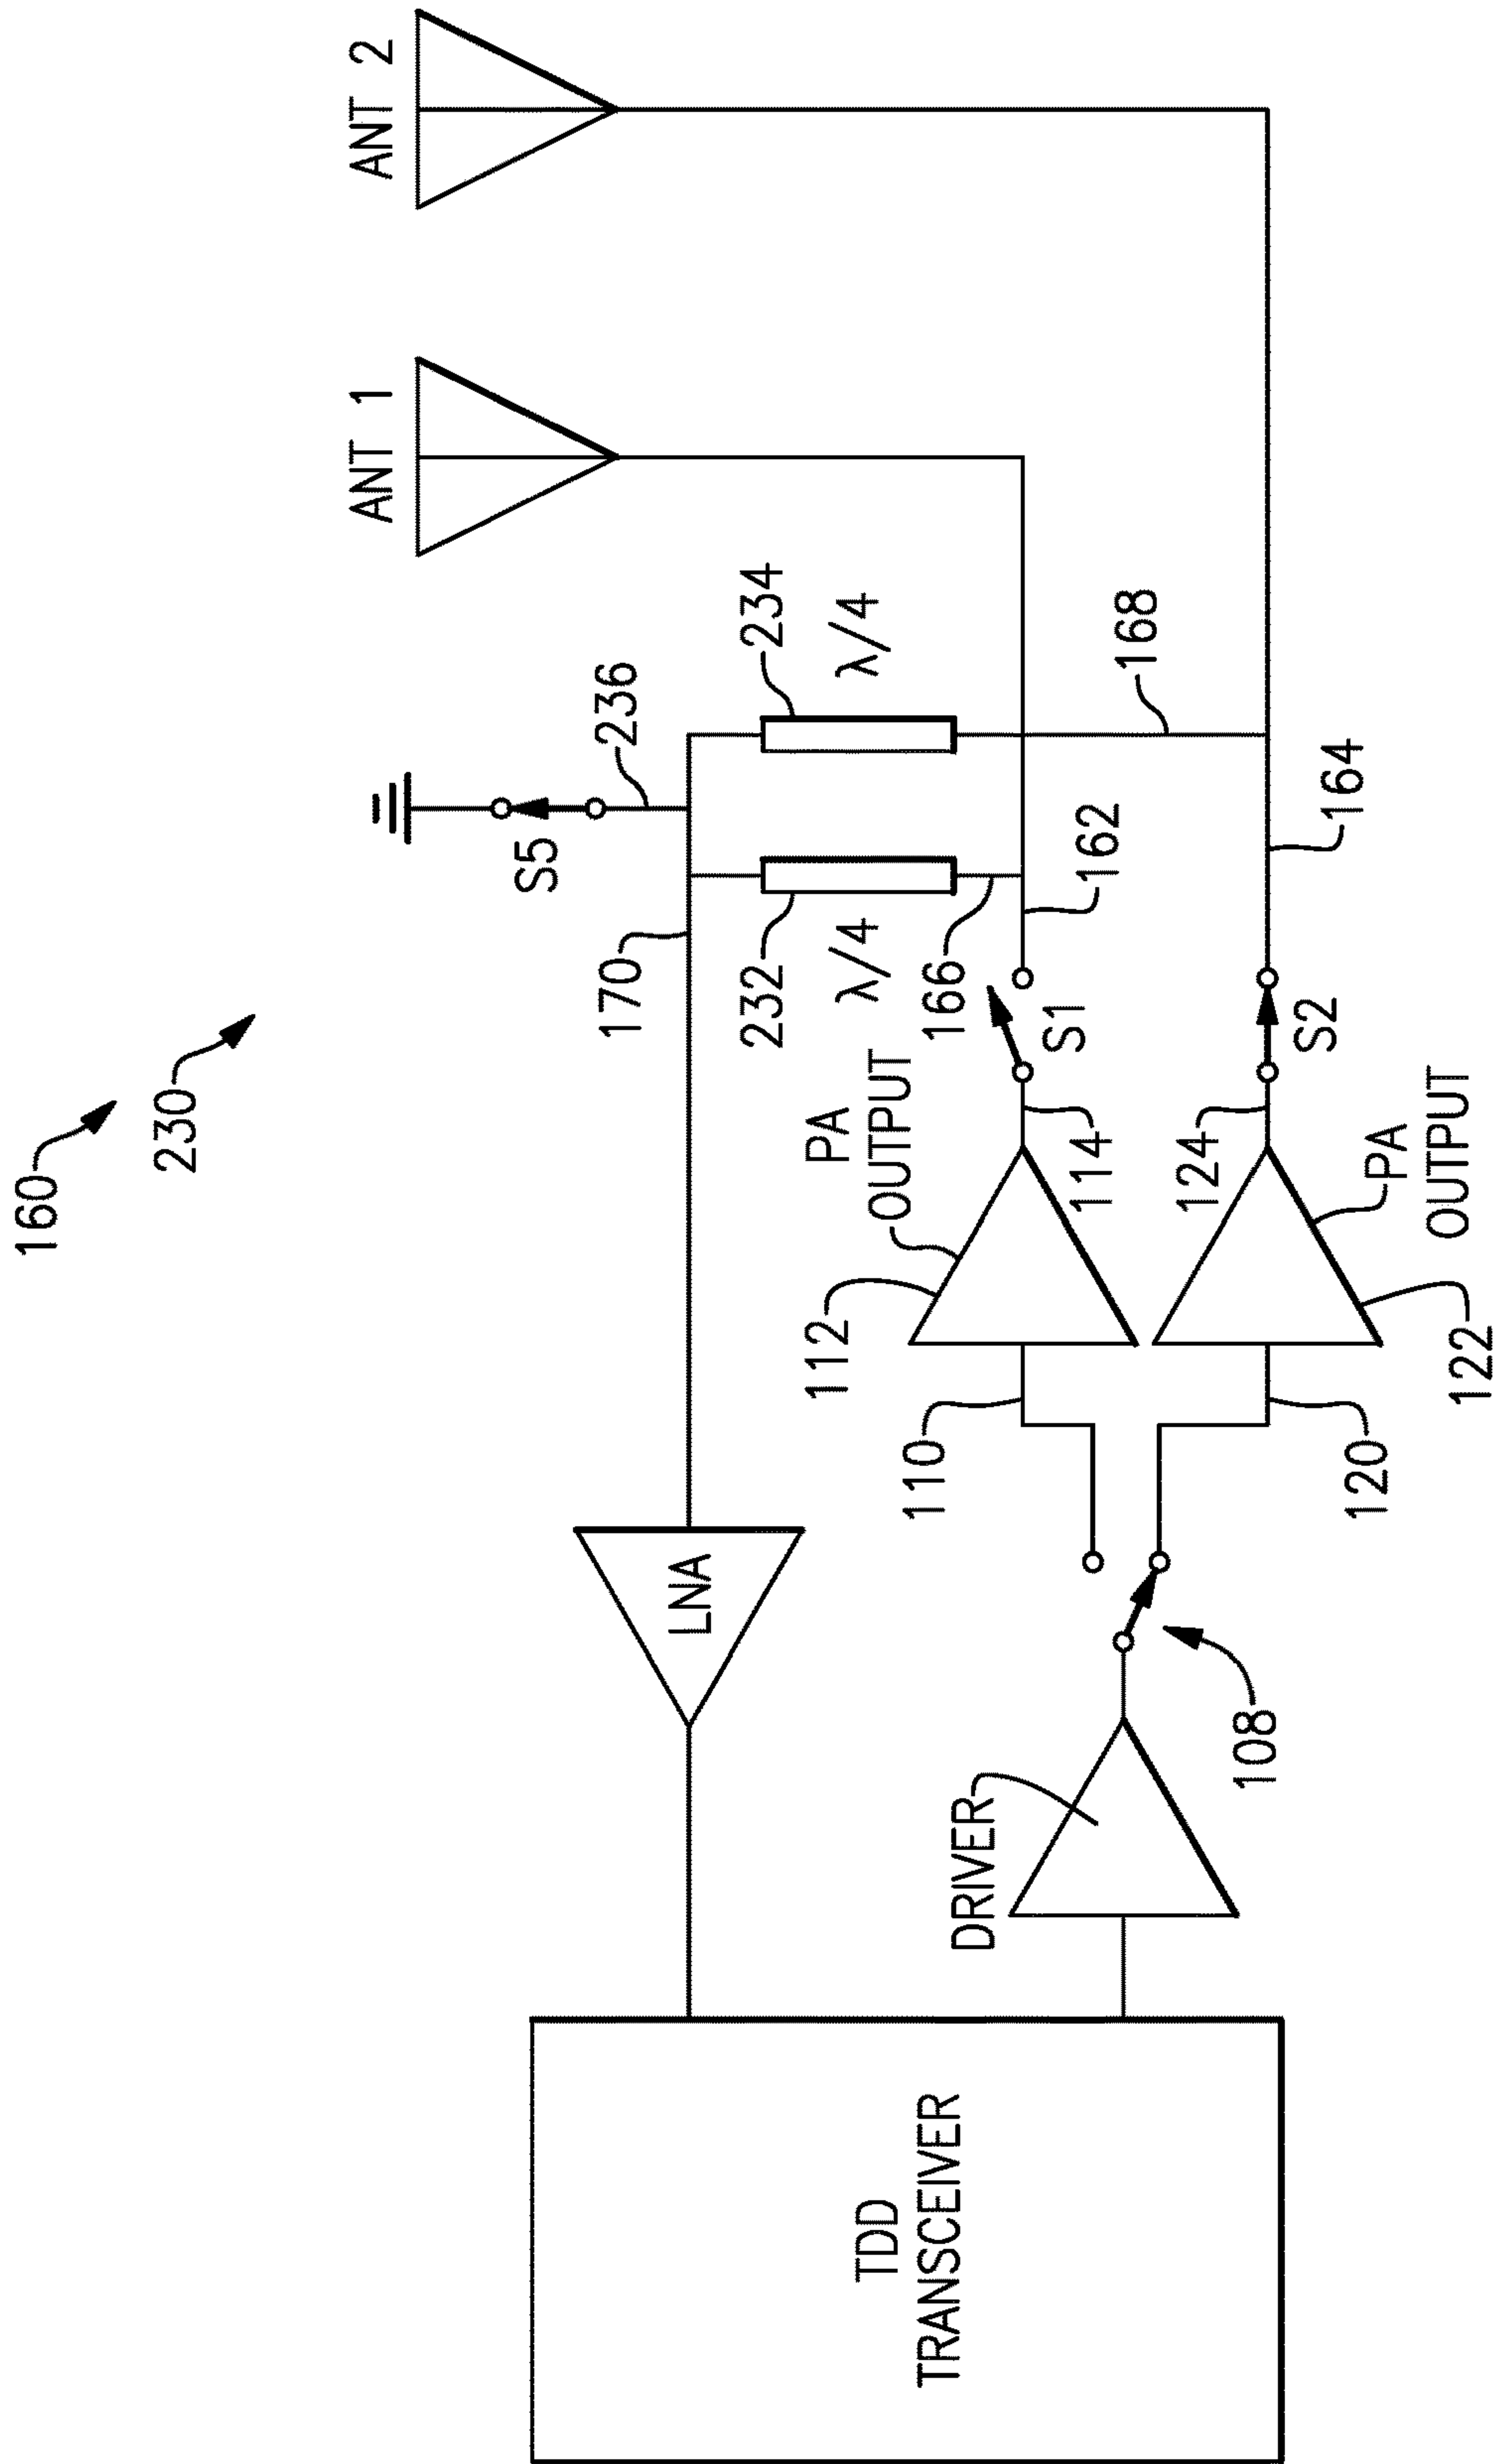 160
230
ANT 1
ANT 2
S5
236
170
232
λ/4
234
λ/4
166
162
168
164
LNA
PA
OUTPUT
112
114
S1
110
124
S2
PA
OUTPUT
122
120
DRIVER
108
TDD
TRANSCEIVER